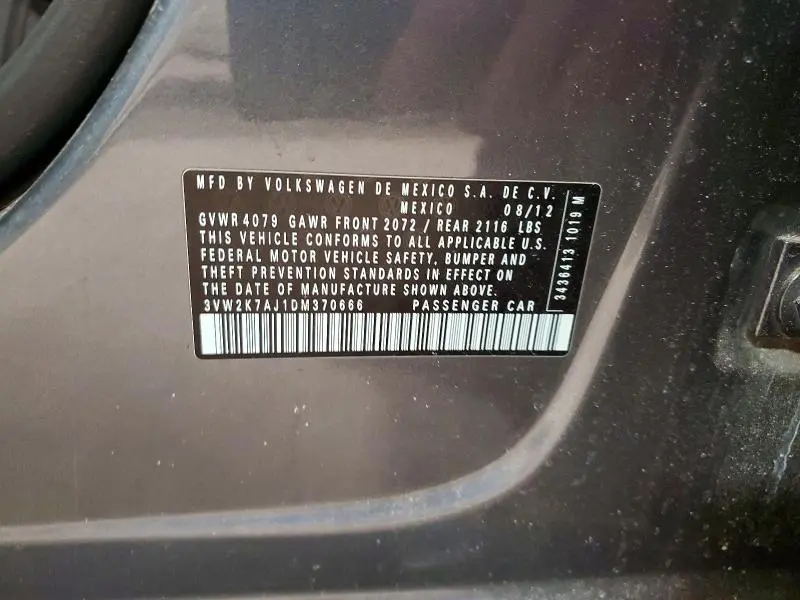 MFD BY VOLKSWAGEN DE MEXICO S.A. DE C.V.
MEXICO 08/12
GVWR 4079 GAWR FRONT 2072 / REAR 2116 LBS
THIS VEHICLE CONFORMS TO ALL APPLICABLE U.S.
FEDERAL MOTOR VEHICLE SAFETY, BUMPER AND
THEFT PREVENTION STANDARDS IN EFFECT ON
THE DATE OF MANUFACTURE SHOWN ABOVE.
3VW2K7AJ1DM370666 PASSENGER CAR
3436413 1019 M